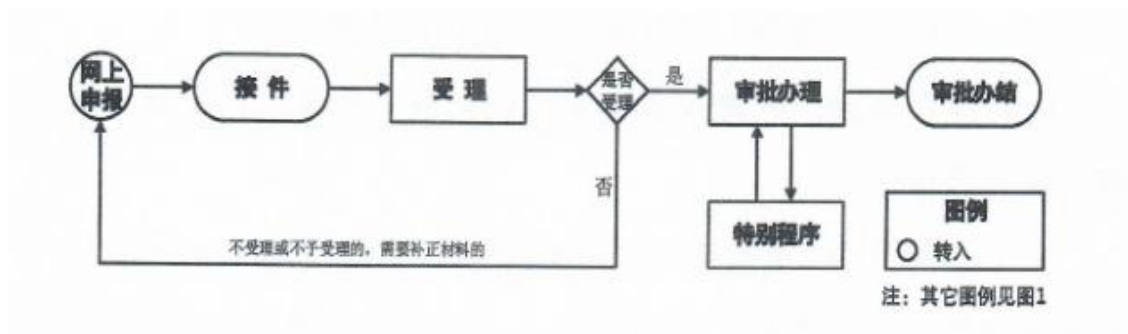 网上
申报
接 件
受 理
是否
受理
是
审批办理
审批办结
否
特别程序
不受理或不予受理的，需要补正材料的
图例
转入
注：其它图例见图1